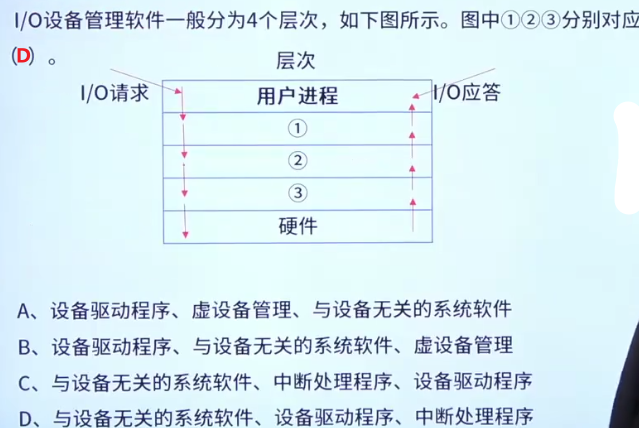 I/O设备管理软件一般分为4个层次，如下图所示。图中①②③分别对应
(D) 。
层次
I/O请求
用户进程
I/O应答
①
②
③
硬件
A、设备驱动程序、虚设备管理、与设备无关的系统软件
B、设备驱动程序、与设备无关的系统软件、虚设备管理
C、与设备无关的系统软件、中断处理程序、设备驱动程序
D、与设备无关的系统软件、设备驱动程序、中断处理程序